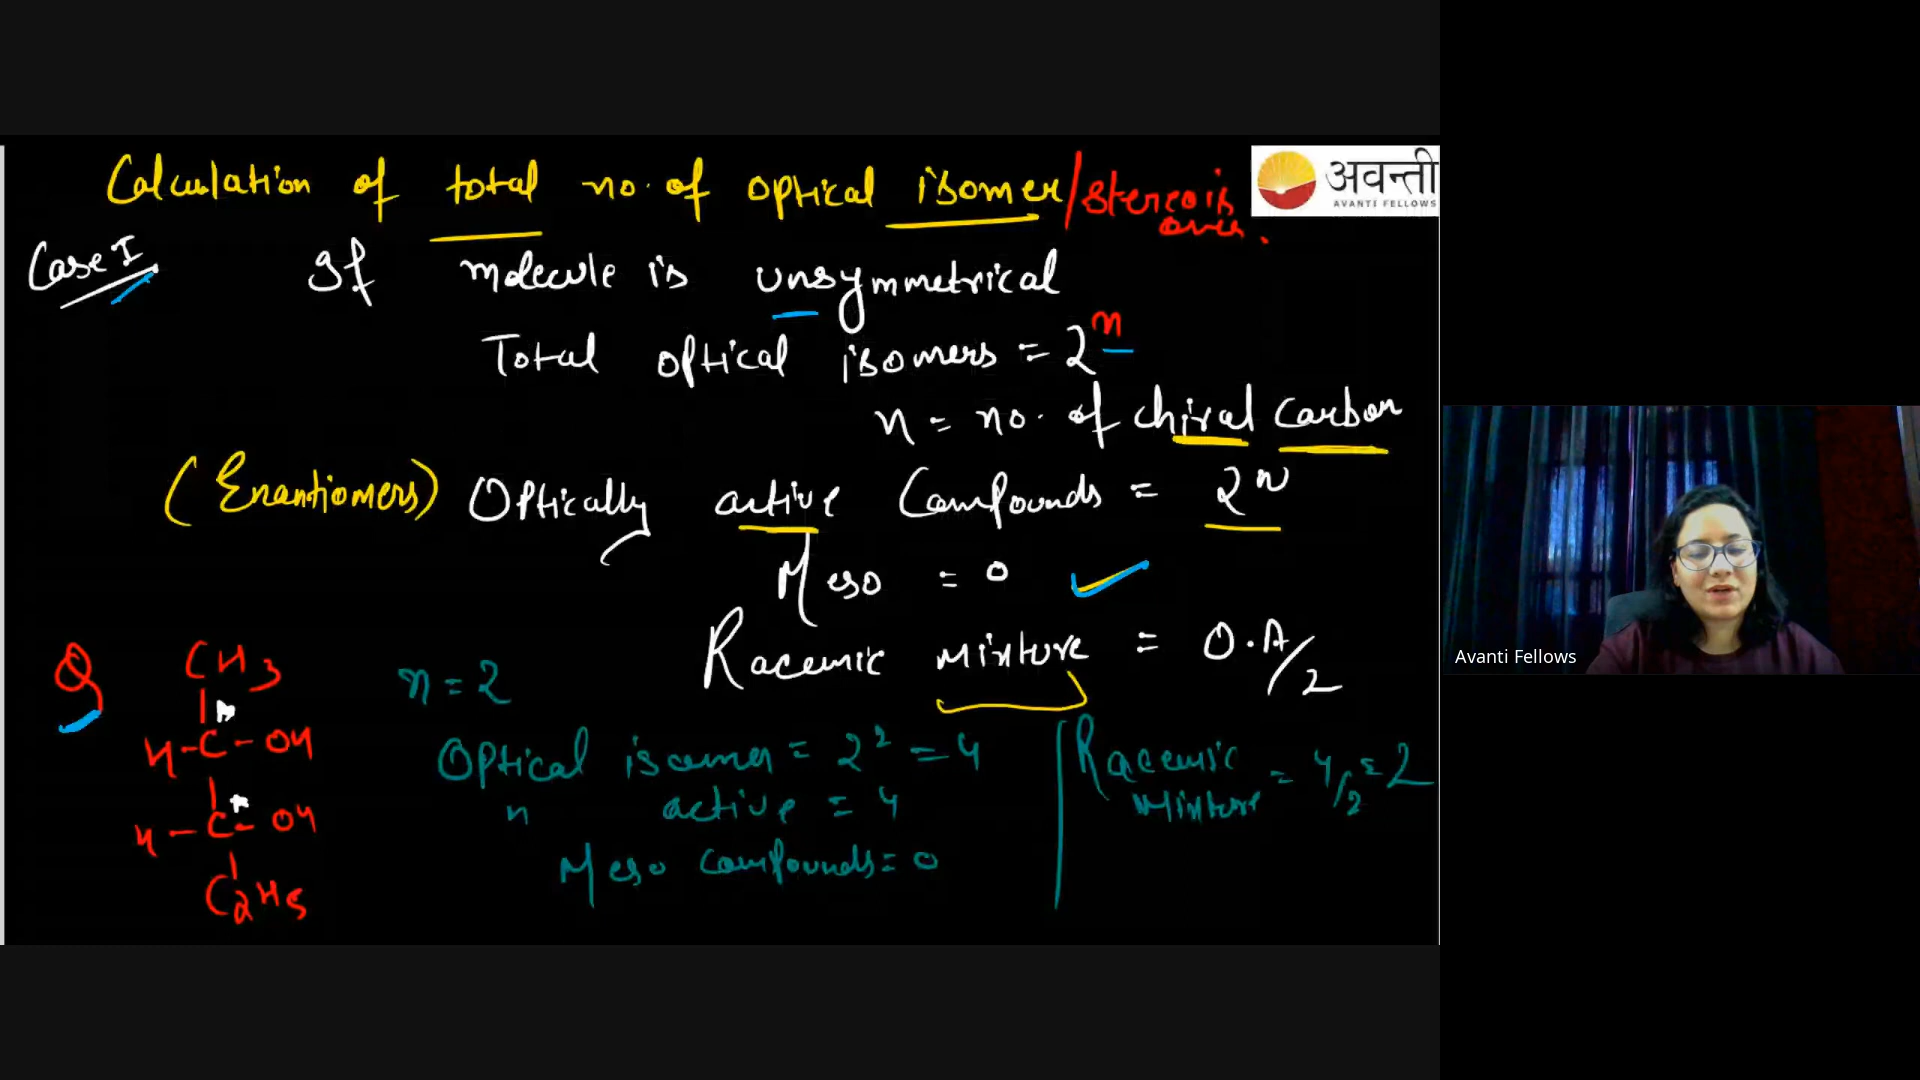 Calculation of total no. of optical isomer/stereois
omer.
अवन्ती
AVANTI FELLOWS
Case I If molecule is unsymmetrical
Total optical isomers = 2^n
n = no. of chiral carbon
(Enantiomers) Optically active Compounds = 2^n
Meso = 0
Racemic mixture = O.A/2
Avanti Fellows
Q CH3
H-C-OH
H-C-OH
C2H5
n = 2
Optical isomer = 2^2 = 4
n active = 4
Meso compounds = 0
Racemic
Mixture = 4/2 = 2